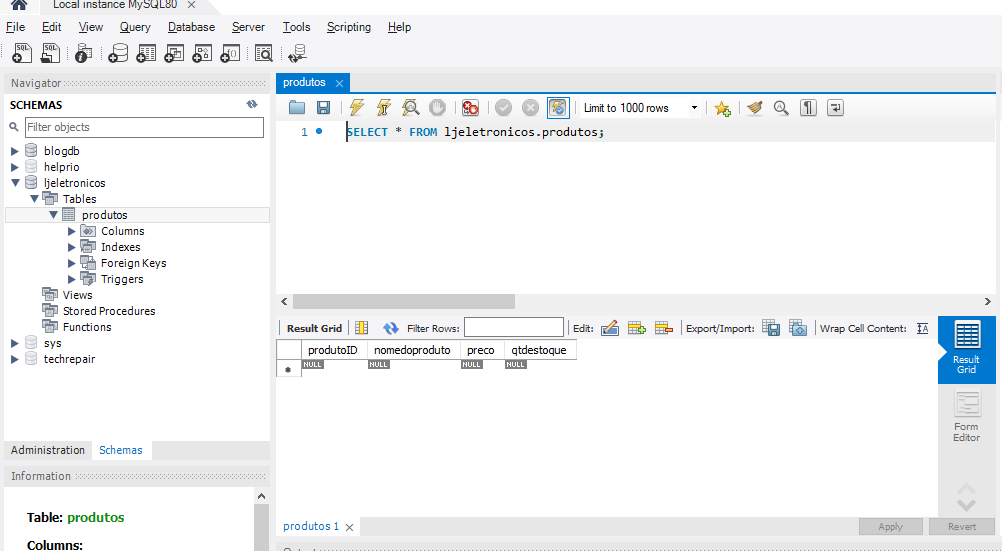 Local instance MySQL80 ×
File Edit View Query Database Server Tools Scripting Help
Navigator
SCHEMAS
Filter objects
blogdb
helprio
ljeletronicos
Tables
produtos
Columns
Indexes
Foreign Keys
Triggers
Views
Stored Procedures
Functions
sys
techrepair
Administration Schemas
Information
Table: produtos
Columns:
produtos ×
Limit to 1000 rows
1 SELECT * FROM ljeletronicos.produtos;
Result Grid Filter Rows: Edit: Export/Import: Wrap Cell Content: IA
produtoID nomedoproduto preco qtdestoque
NULL NULL NULL NULL
Result
Grid
Form
Editor
produtos 1 × Apply Revert